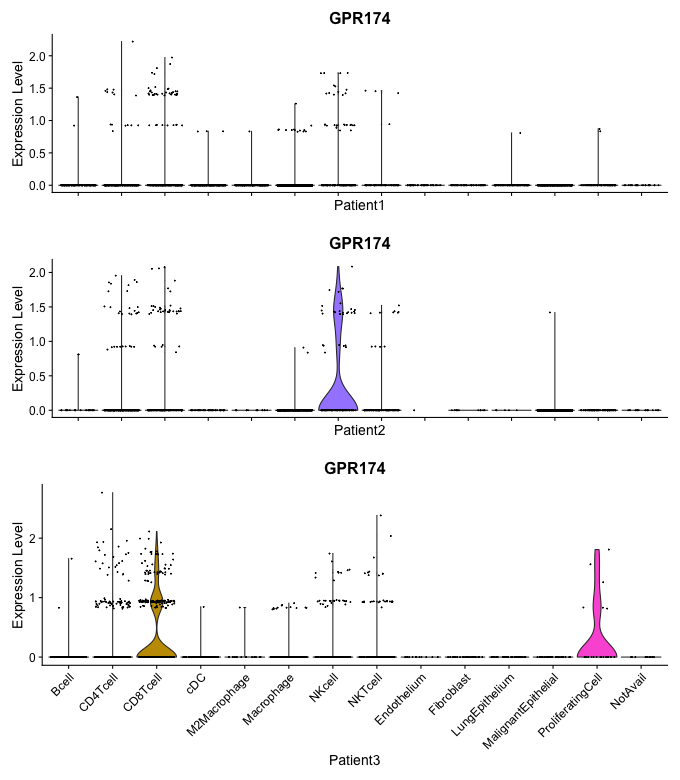 GPR174
Expression Level
2.0
1.5
1.0
0.5
0.0
Patient1
GPR174
Expression Level
2.0
1.5
1.0
0.5
0.0
Patient2
GPR174
Expression Level
2
1
0
Bcell
CD4Tcell
CD8Tcell
cDC
M2Macrophage
Macrophage
NKcell
NKTcell
Endothelium
Fibroblast
LungEpithelium
MalignantEpithelial
ProliferatingCell
NotAvail
Patient3